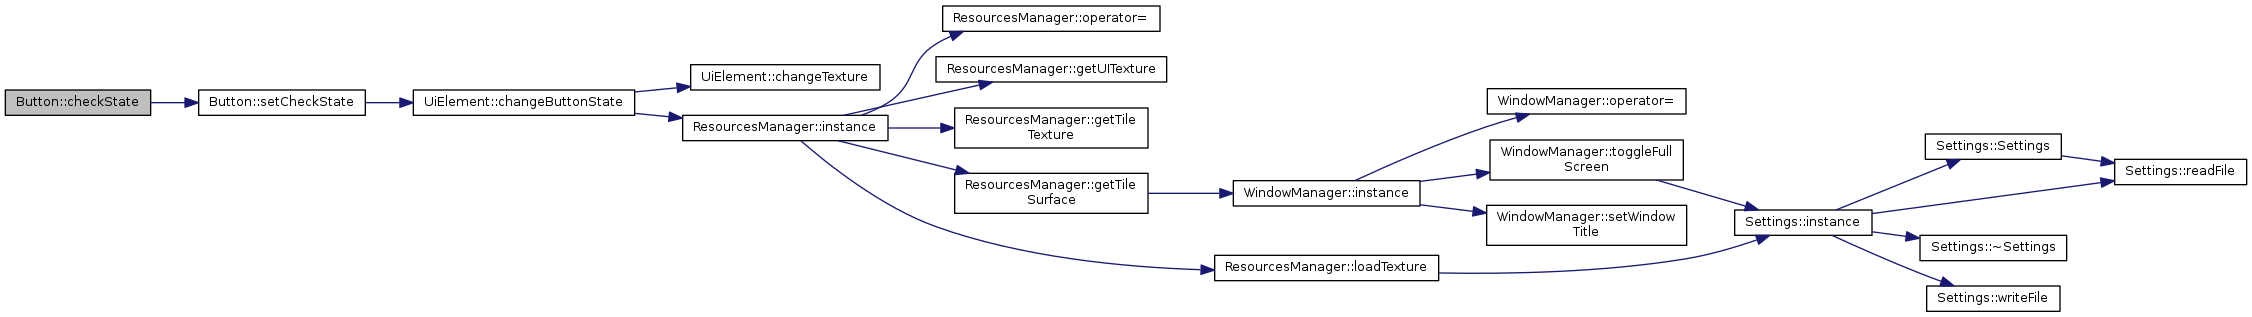 Button::checkState
Button::setCheckState
UiElement::changeButtonState
UiElement::changeTexture
ResourcesManager::instance
ResourcesManager::operator=
ResourcesManager::getUITexture
ResourcesManager::getTile
Texture
ResourcesManager::getTile
Surface
ResourcesManager::loadTexture
WindowManager::instance
WindowManager::operator=
WindowManager::toggleFull
Screen
WindowManager::setWindow
Title
Settings::instance
Settings::Settings
Settings::readFile
Settings::~Settings
Settings::writeFile